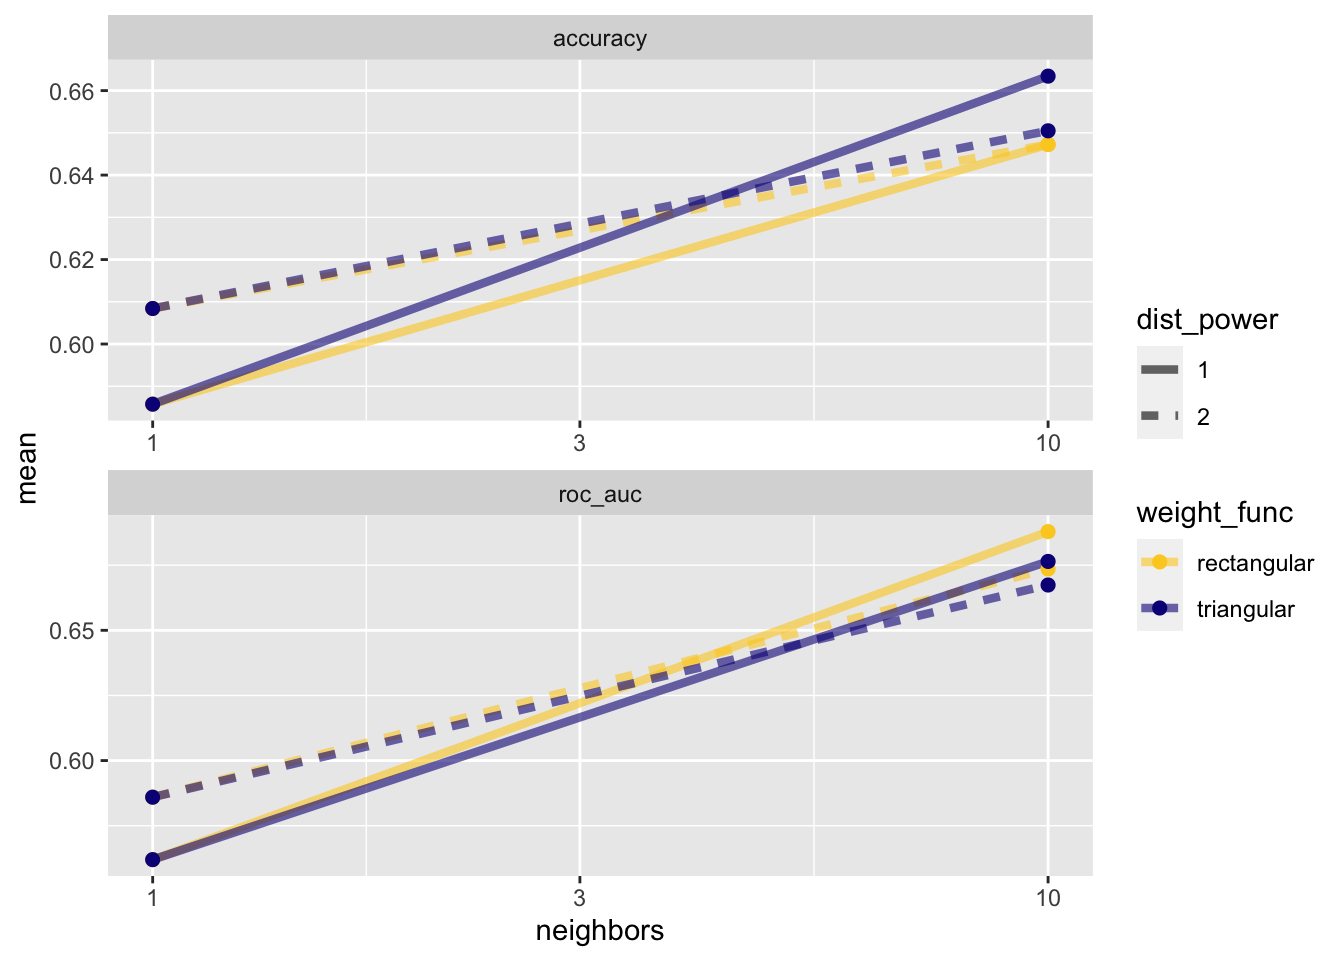 accuracy
0.66
0.64
0.62
0.60
1 3 10
mean
roc_auc
0.65
0.60
1 3 10
neighbors
dist_power
1
2
weight_func
rectangular
triangular